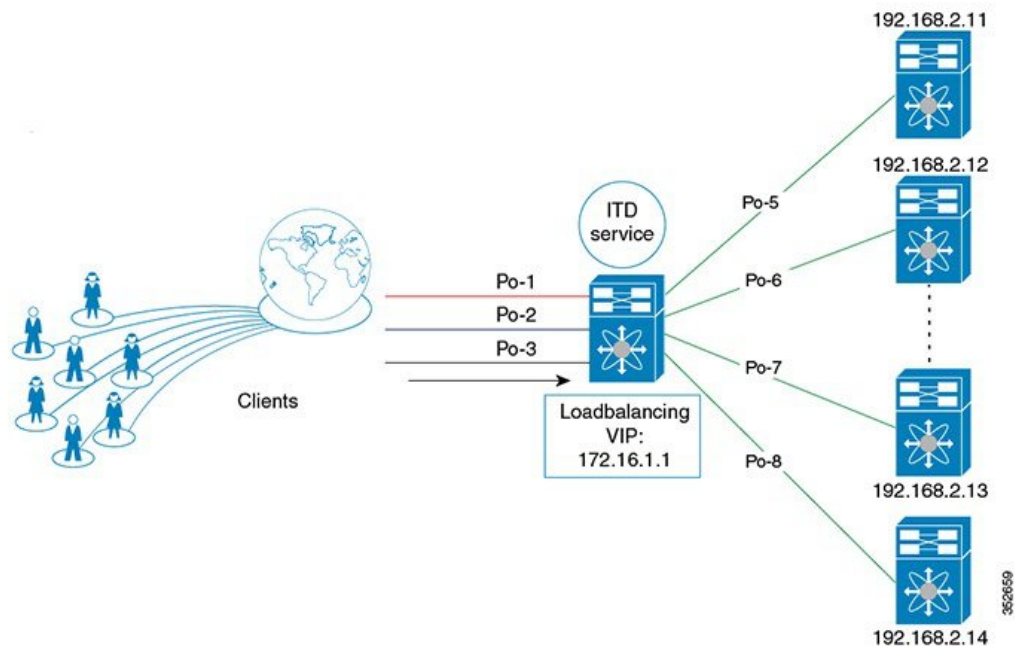 192.168.2.11
192.168.2.12
Po-5
ITD
service
Po-6
Po-1
Po-2
Po-3
Po-7
Clients
Loadbalancing
VIP:
172.16.1.1
Po-8
192.168.2.13
192.168.2.14
352659